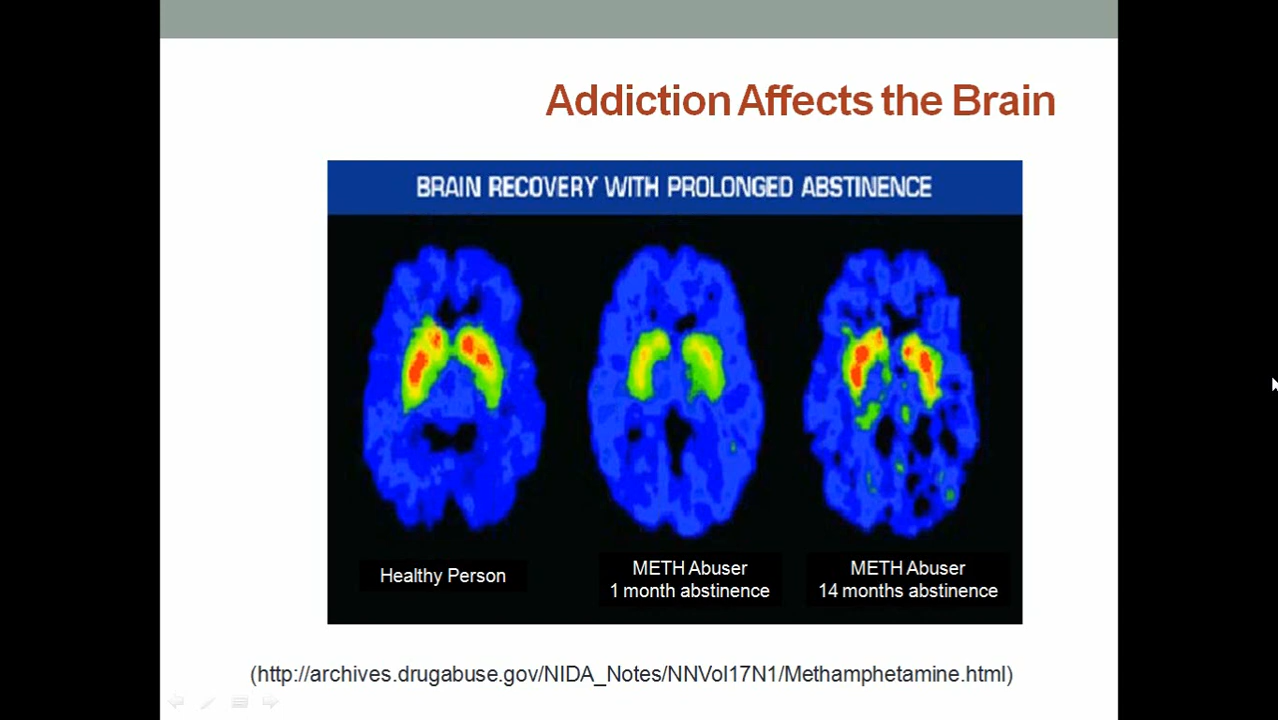 Addiction Affects the Brain
BRAIN RECOVERY WITH PROLONGED ABSTINENCE
Healthy Person
METH Abuser
1 month abstinence
METH Abuser
14 months abstinence
(http://archives.drugabuse.gov/NIDA_Notes/NNVol17N1/Methamphetamine.html)